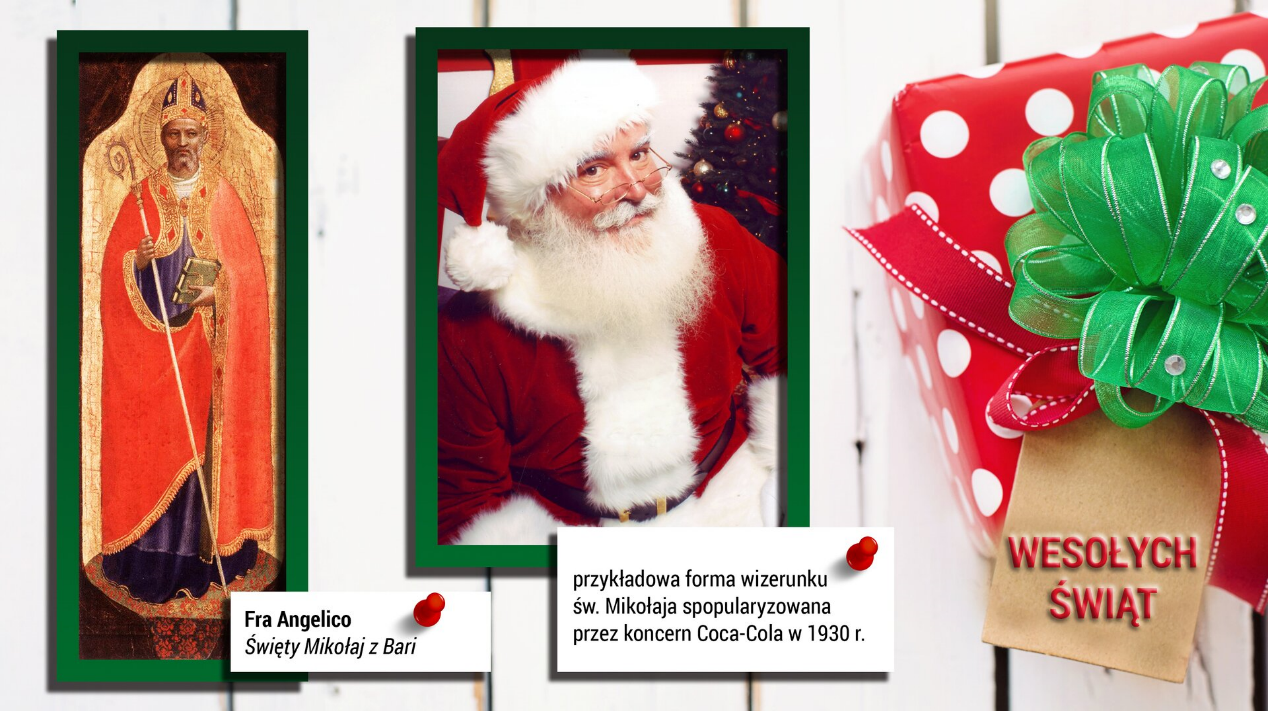 Fra Angelico
Święty Mikołaj z Bari
przykładowa forma wizerunku
św. Mikołaja spopularyzowana
przez koncern Coca-Cola w 1930 r.
WESOŁYCH
ŚWIĄT